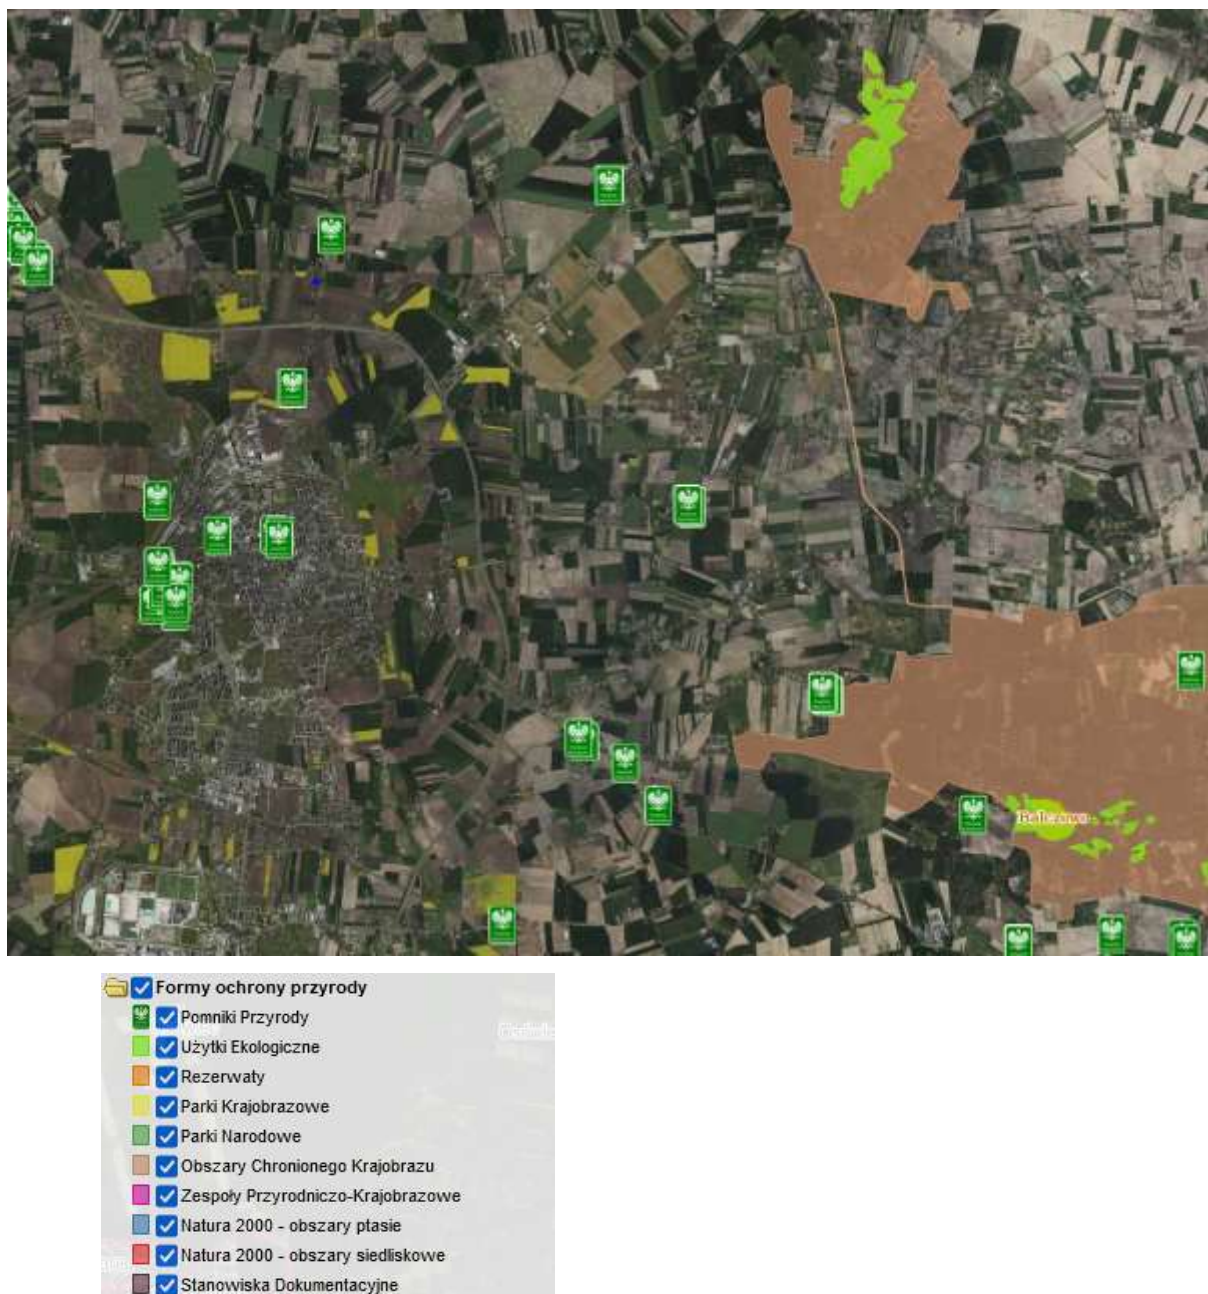 Balczewo
Formy ochrony przyrody
Pomniki Przyrody
Użytki Ekologiczne
Rezerwaty
Parki Krajobrazowe
Parki Narodowe
Obszary Chronionego Krajobrazu
Zespoły Przyrodniczo-Krajobrazowe
Natura 2000 - obszary ptasie
Natura 2000 - obszary siedliskowe
Stanowiska Dokumentacyjne